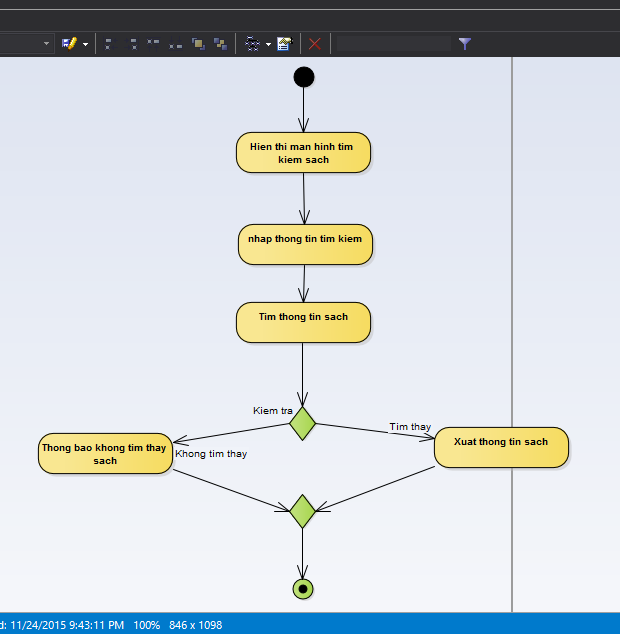 Hien thi man hinh tim
kiem sach
nhap thong tin tim kiem
Tim thong tin sach
Kiem tra
Tim thay
Thong bao khong tim thay
sach
Khong tim thay
Xuat thong tin sach
d: 11/24/2015 9:43:11 PM 100% 846 x 1098